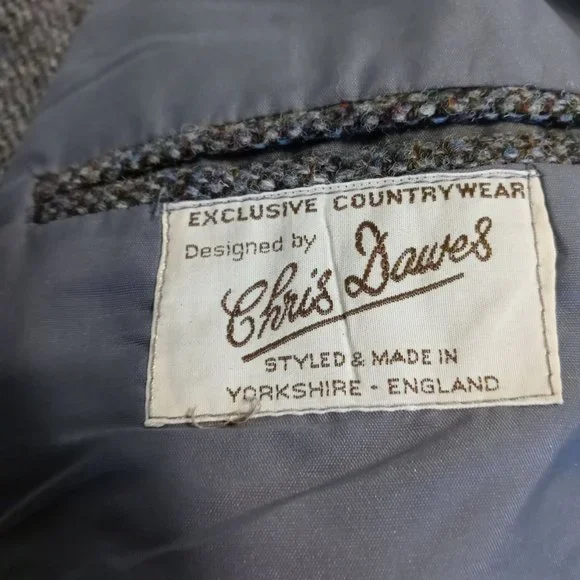 EXCLUSIVE COUNTRYWEAR
Designed by
Chris Dawes
STYLED & MADE IN
YORKSHIRE - ENGLAND